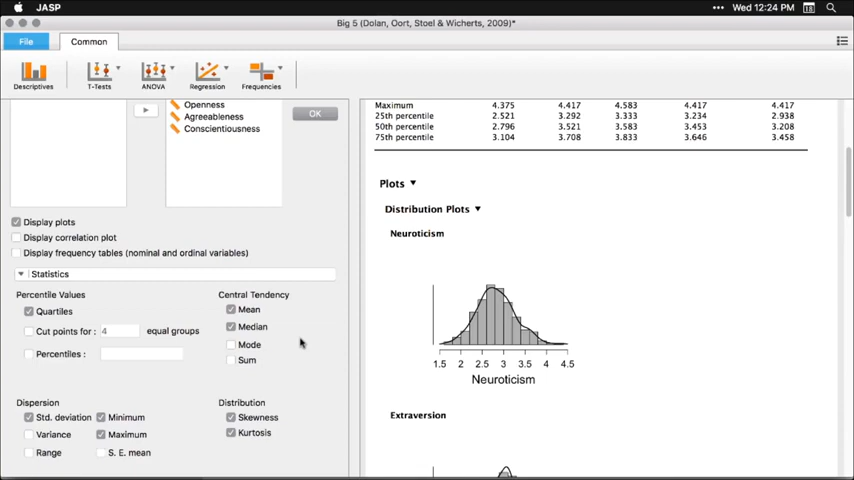 JASP
Wed 12:24 PM
18
Big 5 (Dolan, Oort, Stoel & Wicherts, 2009)*
File
Common
Descriptives
T-Tests
ANOVA
Regression
Frequencies
Openness
Agreeableness
Conscientiousness
OK
Display plots
Display correlation plot
Display frequency tables (nominal and ordinal variables)
Statistics
Percentile Values
Quartiles
Cut points for : 4 equal groups
Percentiles :
Central Tendency
Mean
Median
Mode
Sum
Dispersion
Std. deviation Minimum
Variance Maximum
Range S. E. mean
Distribution
Skewness
Kurtosis
Maximum 4.375 4.417 4.583 4.417 4.417
25th percentile 2.521 3.292 3.333 3.234 2.938
50th percentile 2.796 3.521 3.583 3.453 3.208
75th percentile 3.104 3.708 3.833 3.646 3.458
Plots
Distribution Plots
Neuroticism
1.5 2 2.5 3 3.5 4 4.5
Neuroticism
Extraversion